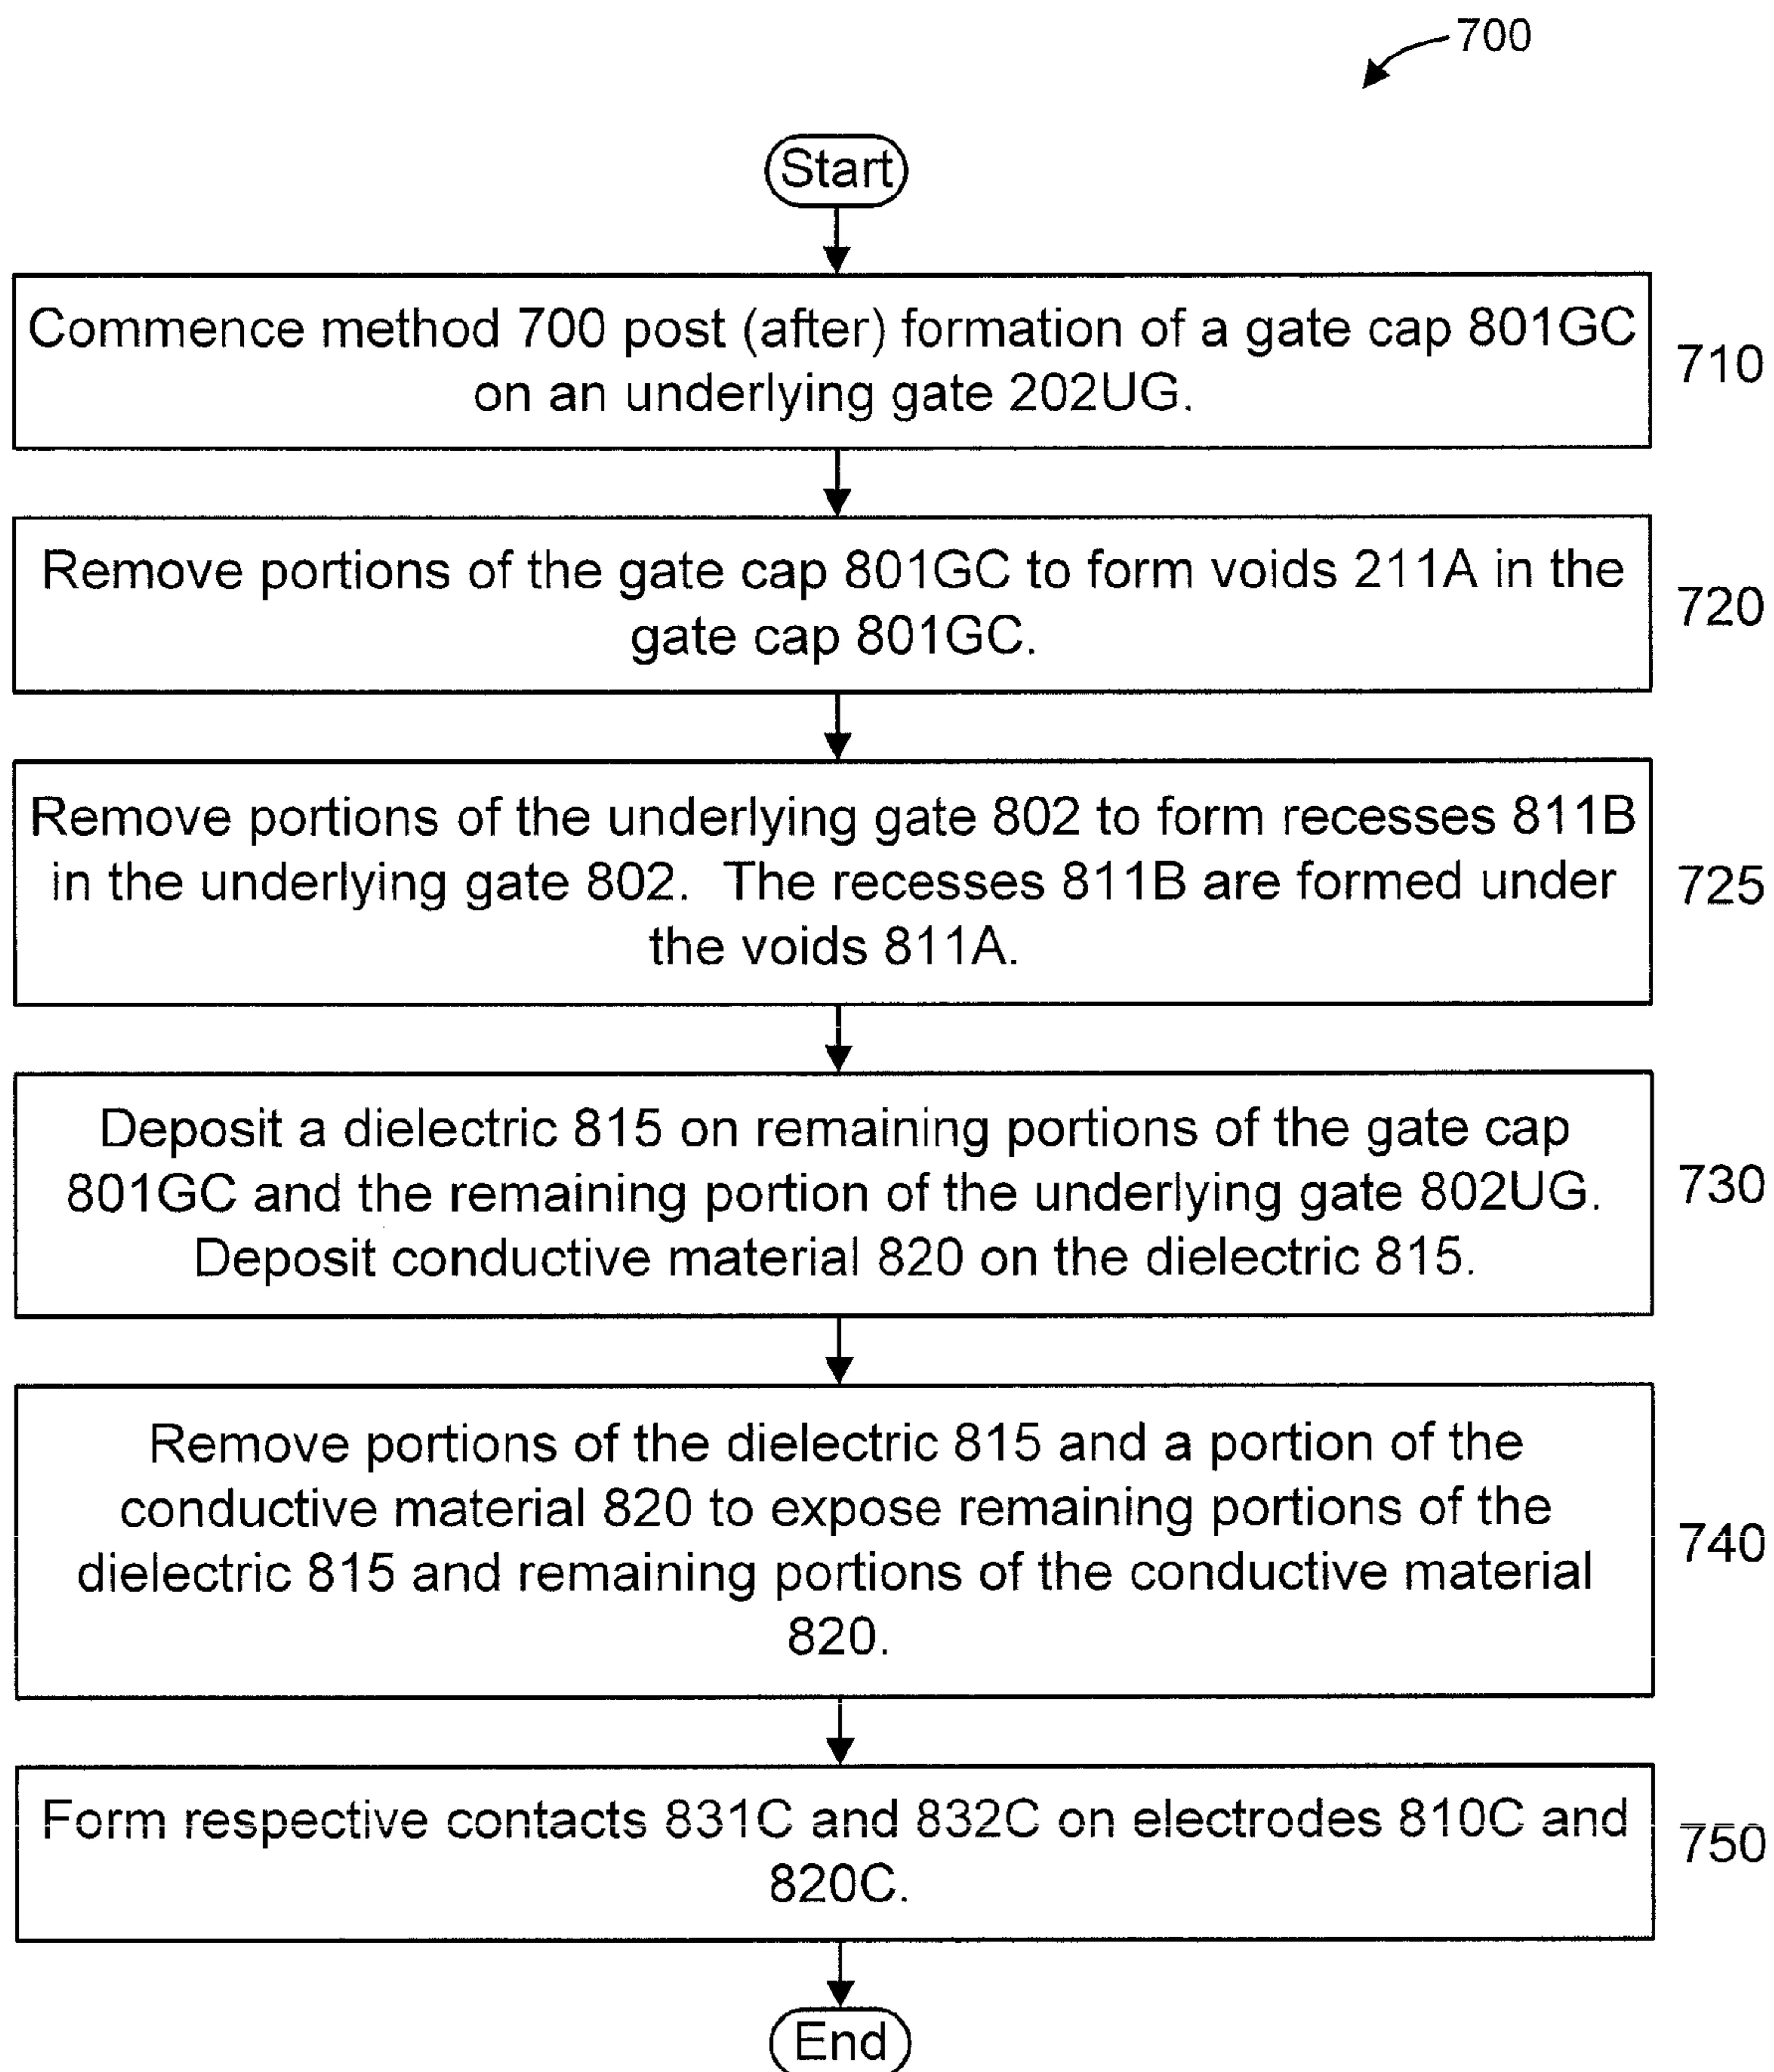 700
Start
Commence method 700 post (after) formation of a gate cap 801GC
on an underlying gate 202UG.
710
Remove portions of the gate cap 801GC to form voids 211A in the
gate cap 801GC.
720
Remove portions of the underlying gate 802 to form recesses 811B
in the underlying gate 802. The recesses 811B are formed under
the voids 811A.
725
Deposit a dielectric 815 on remaining portions of the gate cap
801GC and the remaining portion of the underlying gate 802UG.
Deposit conductive material 820 on the dielectric 815.
730
Remove portions of the dielectric 815 and a portion of the
conductive material 820 to expose remaining portions of the
dielectric 815 and remaining portions of the conductive material
820.
740
Form respective contacts 831C and 832C on electrodes 810C and
820C.
750
End